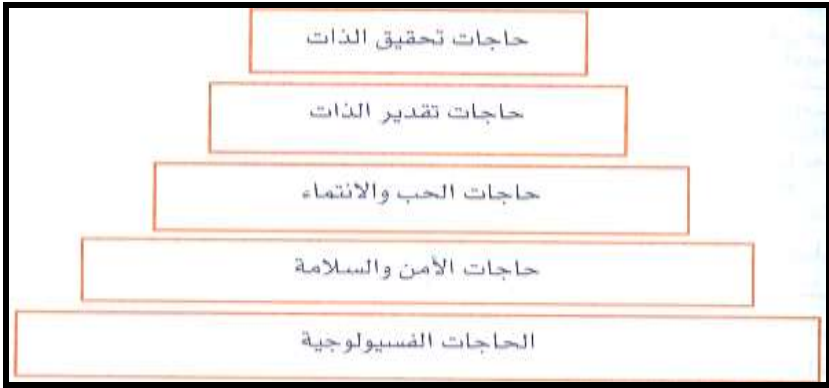 حاجات تحقيق الذات
حاجات تقدير الذات
حاجات الحب والانتماء
حاجات الأمن والسلامة
الحاجات الفسيولوجية